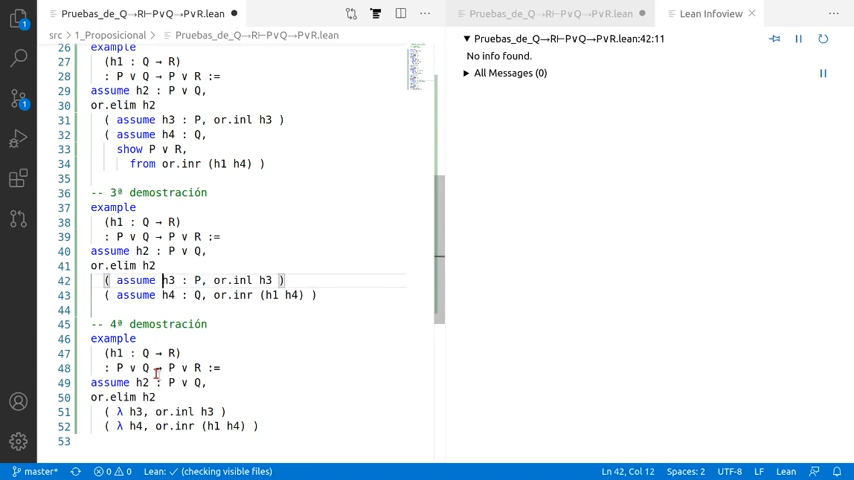 Pruebas_de_Q→RI⊢P∨Q→P∨R.lean ●
Pruebas_de_Q→RI⊢P∨Q→P∨R.lean ●
Lean Infoview ×
src > 1_Proposicional > Pruebas_de_Q→RI⊢P∨Q→P∨R.lean
Pruebas_de_Q→RI⊢P∨Q→P∨R.lean:42:11
No info found.
All Messages (0)
26 example
27 (h1 : Q → R)
28 : P ∨ Q → P ∨ R :=
29 assume h2 : P ∨ Q,
30 or.elim h2
31 ( assume h3 : P, or.inl h3 )
32 ( assume h4 : Q,
33 show P ∨ R,
34 from or.inr (h1 h4) )
35
36 -- 3ª demostración
37 example
38 (h1 : Q → R)
39 : P ∨ Q → P ∨ R :=
40 assume h2 : P ∨ Q,
41 or.elim h2
42 ( assume h3 : P, or.inl h3 )
43 ( assume h4 : Q, or.inr (h1 h4) )
44
45 -- 4ª demostración
46 example
47 (h1 : Q → R)
48 : P ∨ Q → P ∨ R :=
49 assume h2 : P ∨ Q,
50 or.elim h2
51 ( λ h3, or.inl h3 )
52 ( λ h4, or.inr (h1 h4) )
53
1
1
master* 0 0 Lean: ✓ (checking visible files) Ln 42, Col 12 Spaces: 2 UTF-8 LF Lean